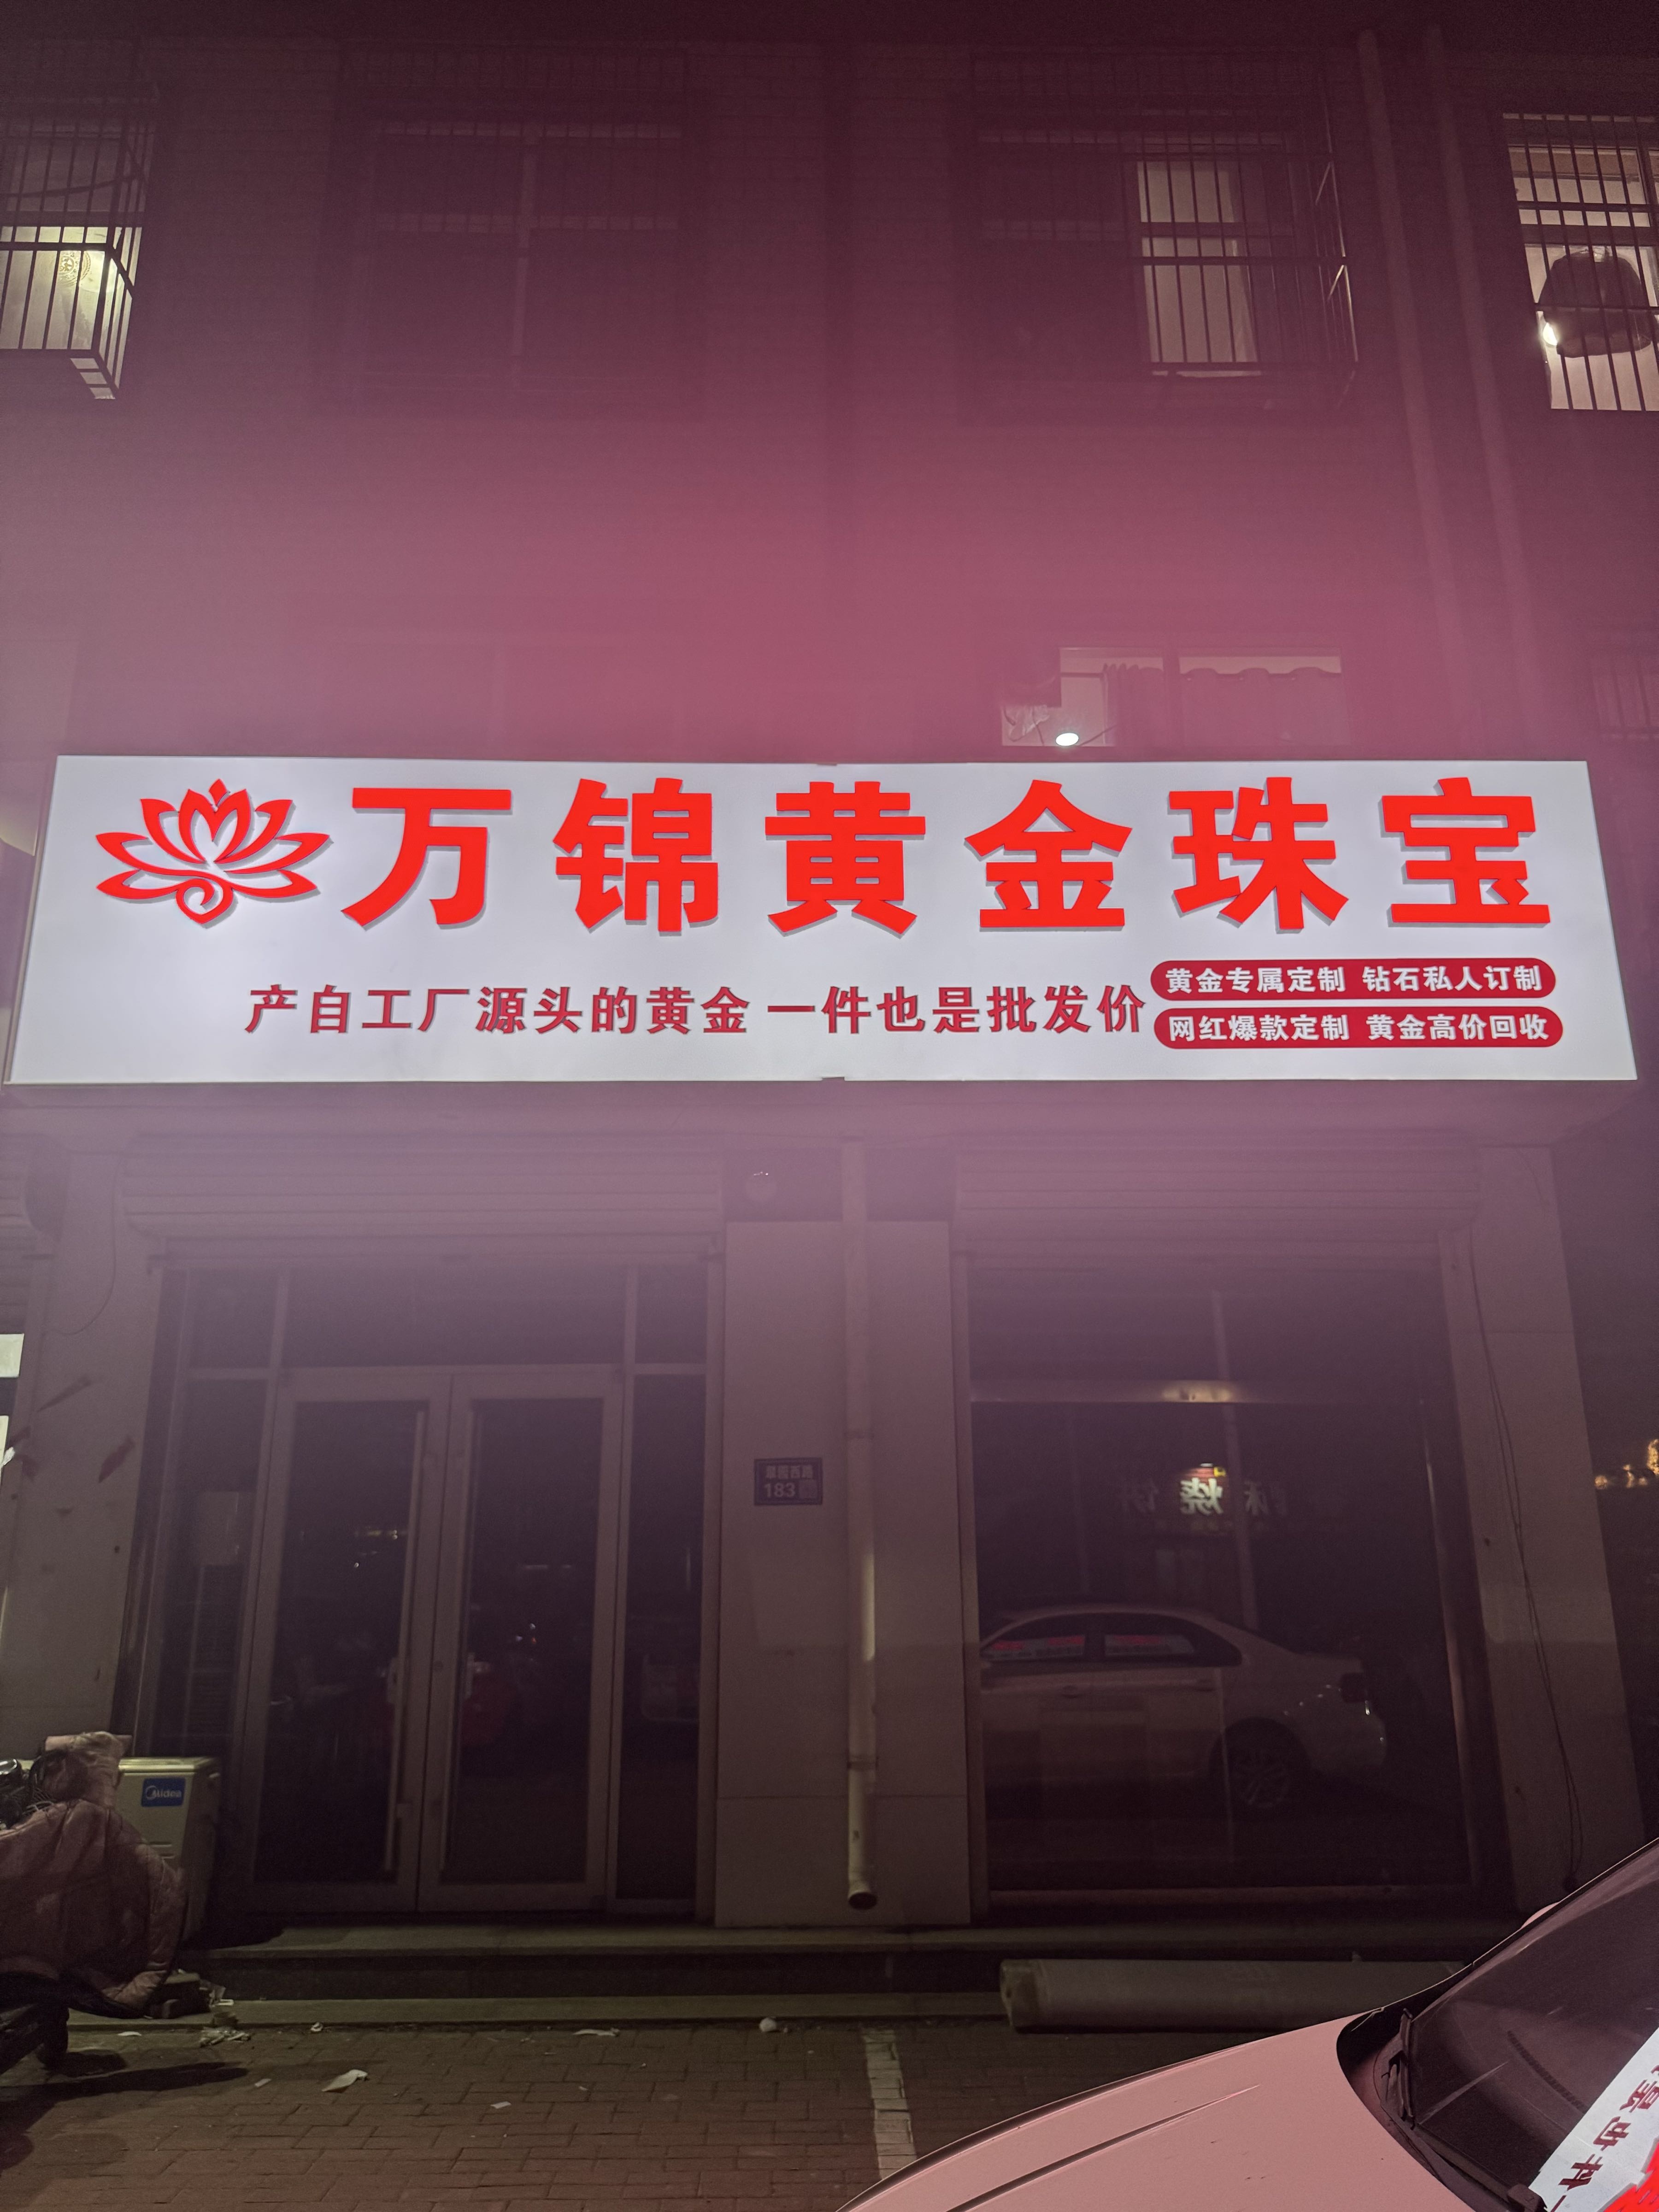 万锦黄金珠宝
产自工厂源头的黄金 一件也是批发价
黄金专属定制 钻石私人订制
网红爆款定制 黄金高价回收
183
烧
Midea